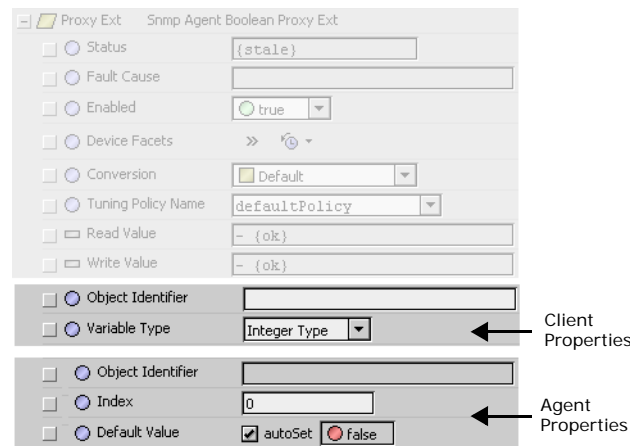 Proxy Ext Snmp Agent Boolean Proxy Ext
Status {stale}
Fault Cause
Enabled true
Device Facets »
Conversion Default
Tuning Policy Name defaultPolicy
Read Value - {ok}
Write Value - {ok}
Object Identifier
Variable Type Integer Type
Client
Properties
Object Identifier
Index 0
Default Value autoSet false
Agent
Properties